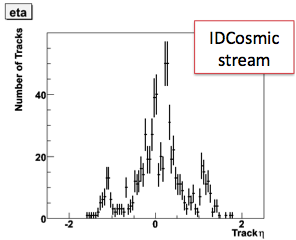 eta
IDCosmic
stream
Number of Tracks
40
20
0
-2
0
2
Track η